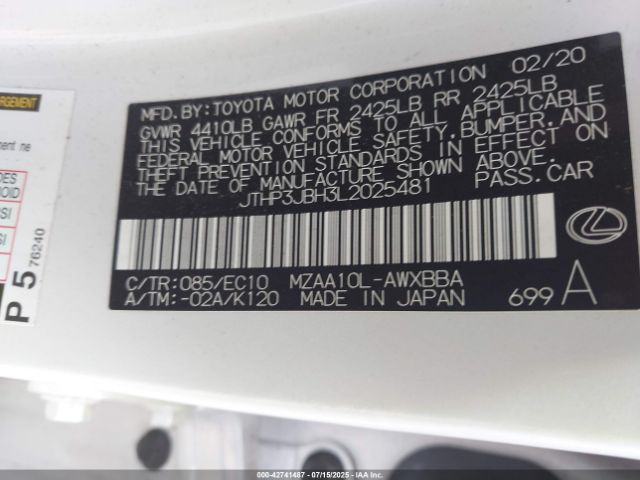 MFD.BY:TOYOTA MOTOR CORPORATION 02/20
GVWR 4410LB GAWR FR 2425LB RR 2425LB
THIS VEHICLE CONFORMS TO ALL APPLICABLE
FEDERAL MOTOR VEHICLE SAFETY,BUMPER,AND
THEFT PREVENTION STANDARDS IN EFFECT ON
THE DATE OF MANUFACTURE SHOWN ABOVE.
JTHP3JBH3L2025481 PASS.CAR
C/TR:085/EC10 MZAA10L-AWXBBA
A/TM:-02A/K120 MADE IN JAPAN 699 A
P 5 76240
00-42741487 - 07/15/2025 - IAA LLC